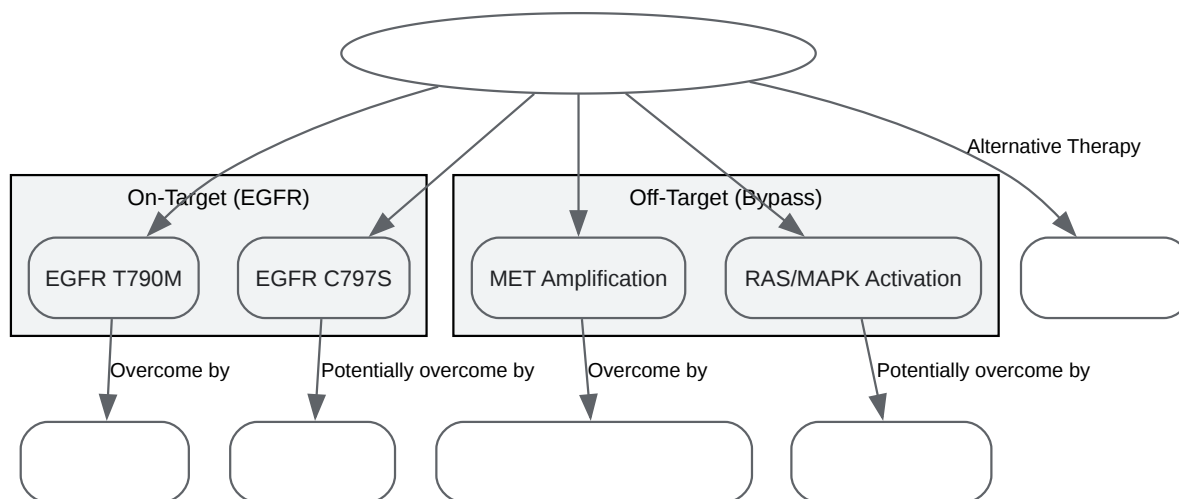 Alternative Therapy
On-Target (EGFR)
Off-Target (Bypass)
EGFR T790M
EGFR C797S
MET Amplification
RAS/MAPK Activation
Overcome by
Potentially overcome by
Overcome by
Potentially overcome by